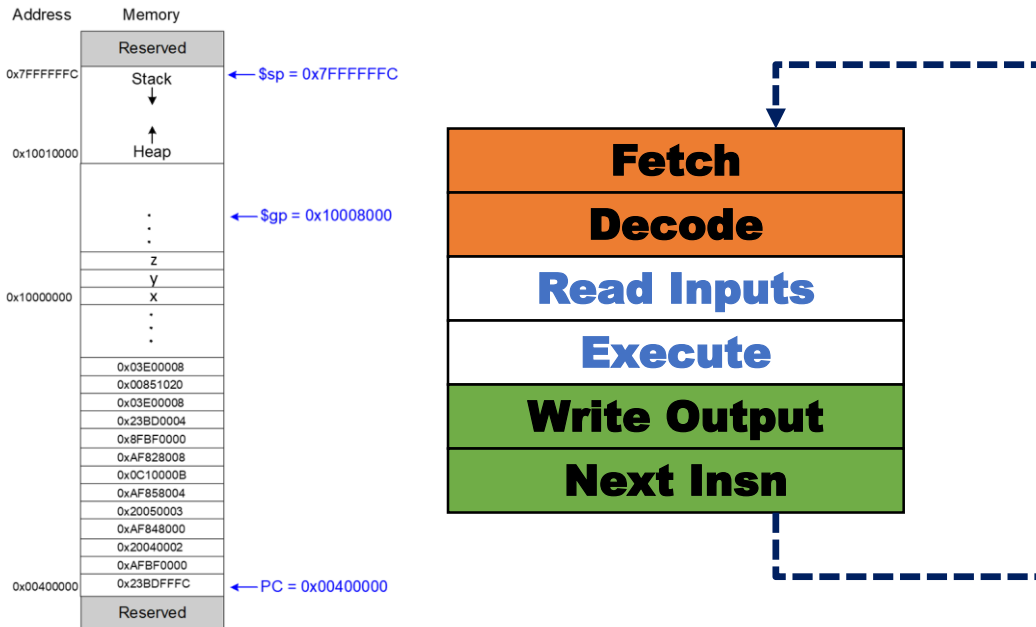 Address Memory
Reserved
0x7FFFFFFC Stack $sp = 0x7FFFFFFC
0x10010000 Heap
$gp = 0x10008000
z
y
0x10000000 x
0x03E00008
0x00851020
0x03E00008
0x23BD0004
0x8FBF0000
0xAF828008
0x0C10000B
0xAF858004
0x20050003
0xAF848000
0x20040002
0xAFBF0000
0x00400000 0x23BDFFFC PC = 0x00400000
Reserved
Fetch
Decode
Read Inputs
Execute
Write Output
Next Insn